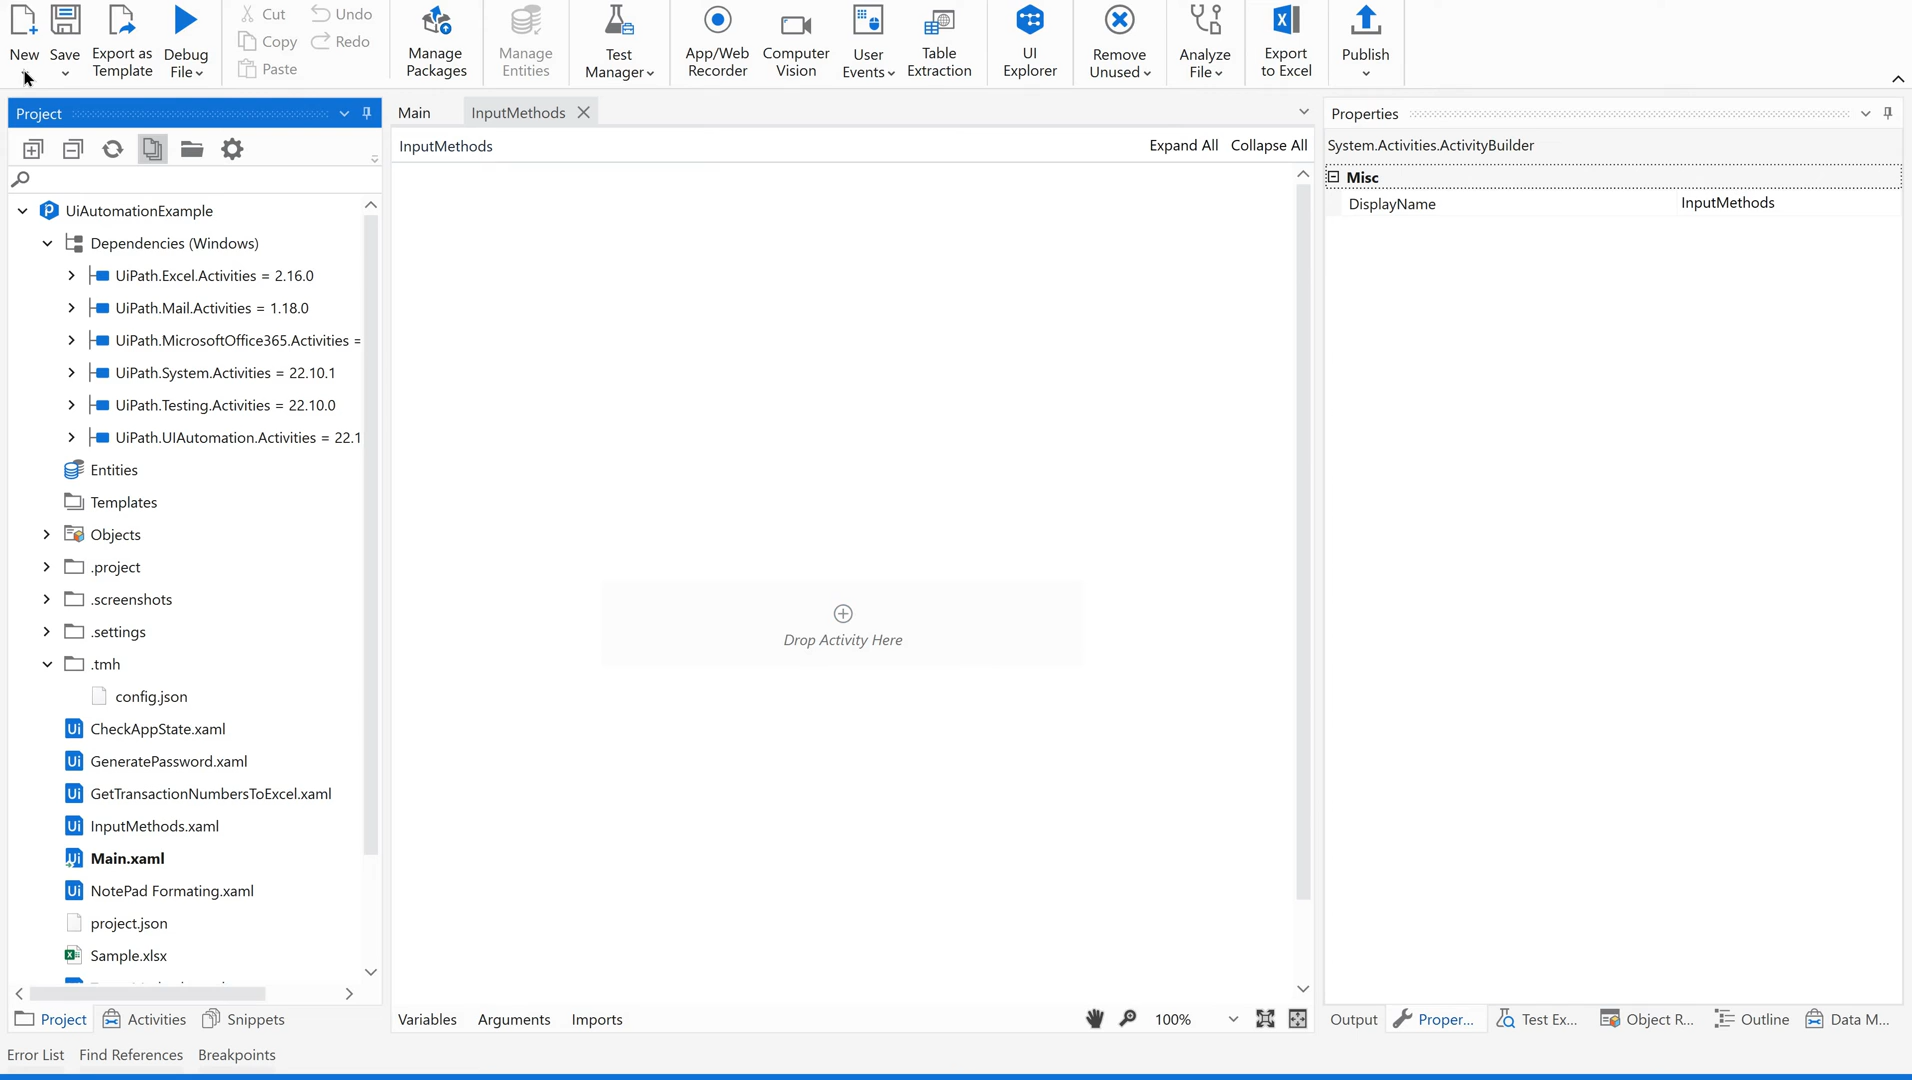 New
Save
Export as
Template
Debug
File
Cut
Copy
Paste
Undo
Redo
Manage
Packages
Manage
Entities
Test
Manager
App/Web
Recorder
Computer
Vision
User
Events
Table
Extraction
UI
Explorer
Remove
Unused
Analyze
File
Export
to Excel
Publish
Project
UiAutomationExample
Dependencies (Windows)
UiPath.Excel.Activities = 2.16.0
UiPath.Mail.Activities = 1.18.0
UiPath.MicrosoftOffice365.Activities =
UiPath.System.Activities = 22.10.1
UiPath.Testing.Activities = 22.10.0
UiPath.UIAutomation.Activities = 22.1
Entities
Templates
Objects
.project
.screenshots
.settings
.tmh
config.json
CheckAppState.xaml
GeneratePassword.xaml
GetTransactionNumbersToExcel.xaml
InputMethods.xaml
Main.xaml
NotePad Formating.xaml
project.json
Sample.xlsx
Project
Activities
Snippets
Main
InputMethods
InputMethods
Expand All
Collapse All
Drop Activity Here
Variables
Arguments
Imports
100%
Properties
System.Activities.ActivityBuilder
Misc
DisplayName
InputMethods
Output
Proper...
Test Ex...
Object R...
Outline
Data M...
Error List
Find References
Breakpoints